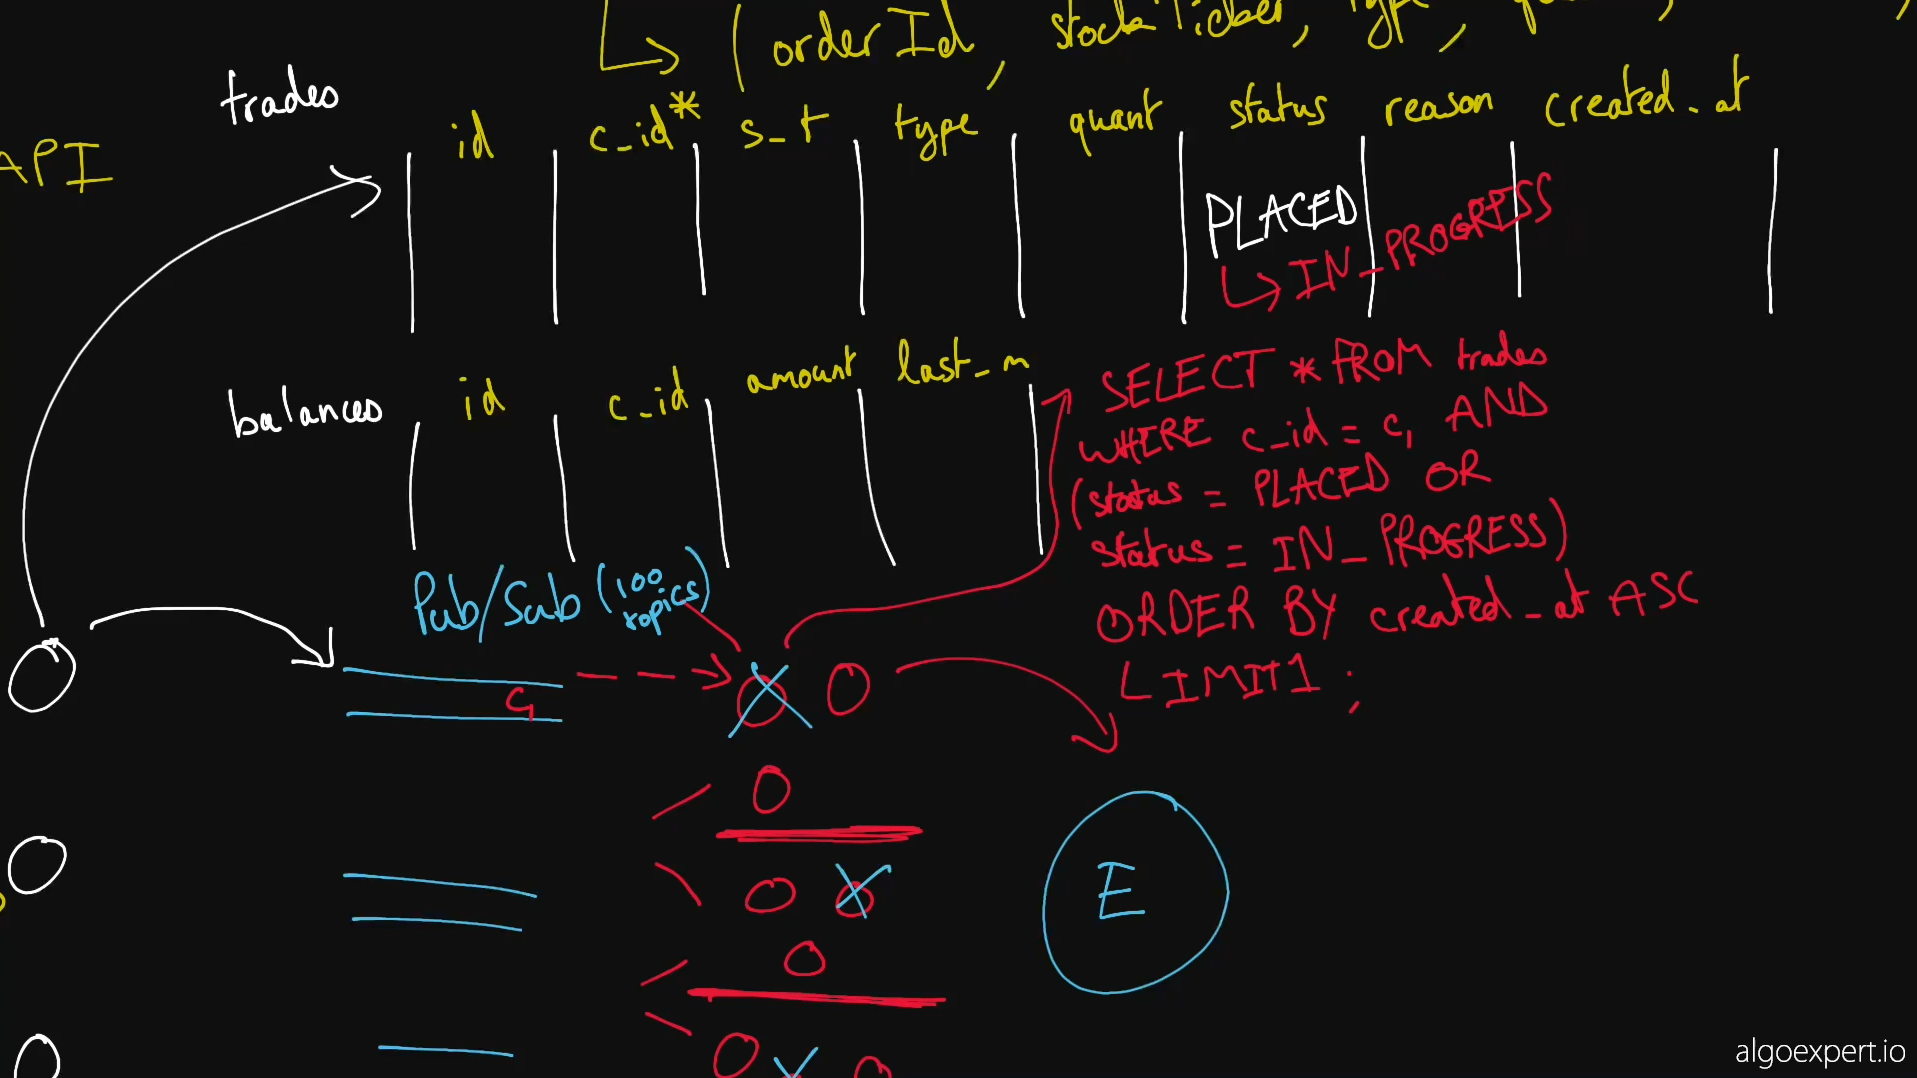 (orderId, stockTicker, type,
trades
id c_id* s_t type quant status reason created_at
API
PLACED
↳ IN_PROGRESS
balances
id c_id amount last_m
SELECT * FROM trades
WHERE c_id = c₁ AND
(status = PLACED OR
status = IN_PROGRESS)
ORDER BY created_at ASC
LIMIT 1;
Pub/Sub (100 topics)
C₁
E
algoexpert.io